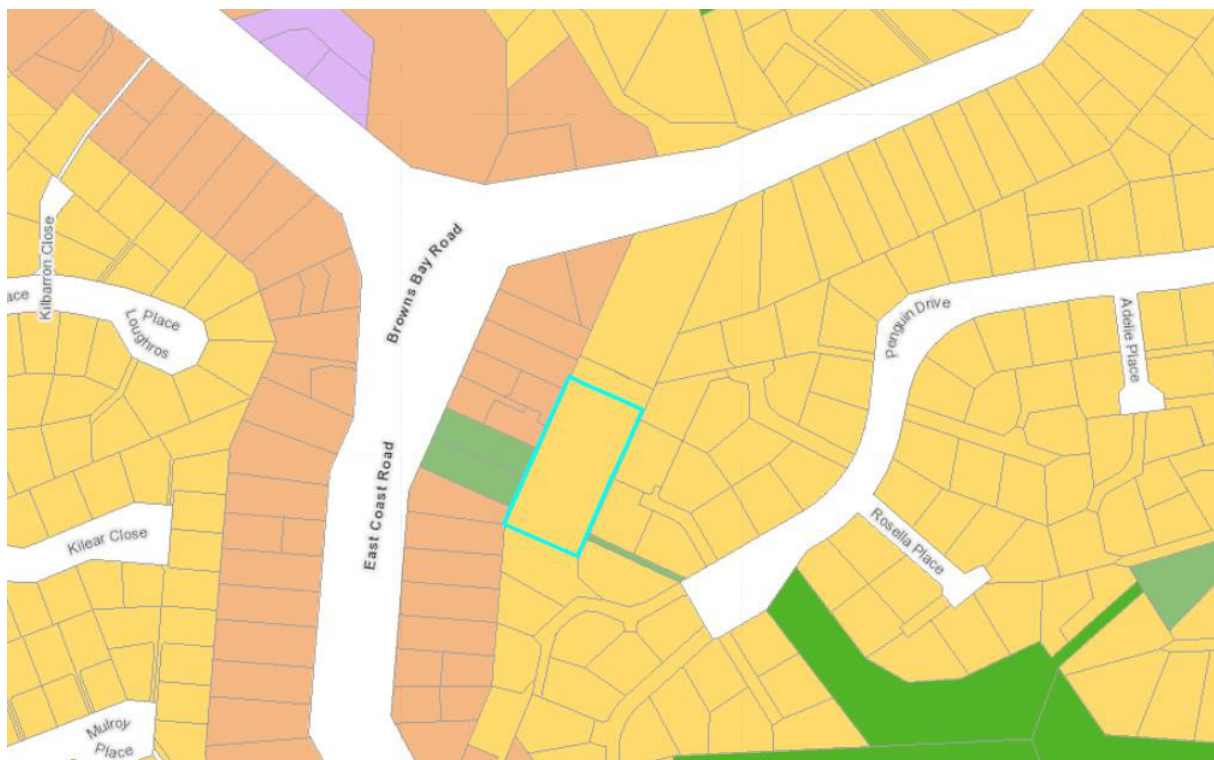 Kilbarron Close
ace
Place
Loughros
Browns Bay Road
Penguin Drive
Adelie Place
East Coast Road
Kilear Close
Rosella Place
Mulroy
Place